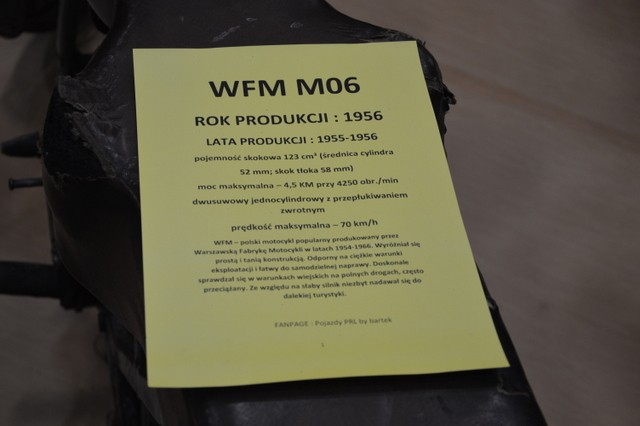 WFM M06
ROK PRODUKCJI : 1956
LATA PRODUKCJI : 1955-1956
pojemność skokowa 123 cm³ (średnica cylindra
52 mm; skok tłoka 58 mm)
moc maksymalna – 4,5 KM przy 4250 obr./min
dwusuwowy jednocylindrowy z przepłukiwaniem
zwrotnym
prędkość maksymalna – 70 km/h
WFM – polski motocykl popularny produkowany przez
Warszawską Fabrykę Motocykli w latach 1954-1966. Wyróżniał się
prostą i tanią konstrukcją. Odporny na ciężkie warunki
eksploatacji i łatwy do samodzielnej naprawy. Doskonale
sprawdzał się w warunkach wiejskich na polnych drogach, często
przeciążany. Ze względu na słaby silnik niezbyt nadawał się do
dalekiej turystyki.
FANPAGE : Pojazdy PRL by bartek
1